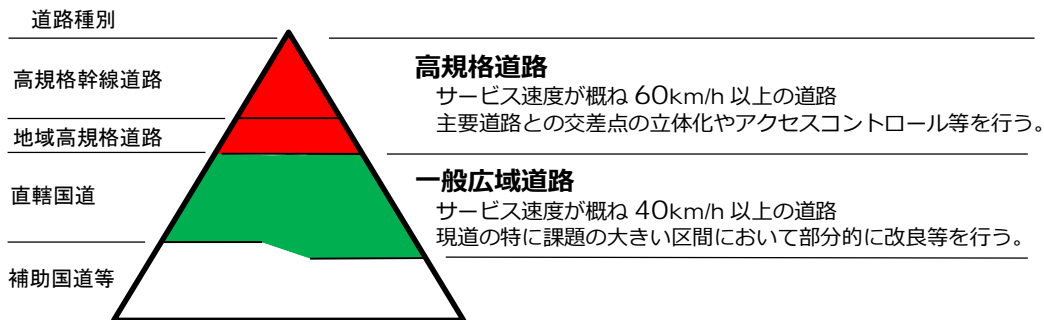 道路種別
高規格幹線道路
地域高規格道路
直轄国道
補助国道等
高規格道路
サービス速度が概ね 60km/h 以上の道路
主要道路との交差点の立体化やアクセスコントロール等を行う。
一般広域道路
サービス速度が概ね 40km/h 以上の道路
現道の特に課題の大きい区間において部分的に改良等を行う。